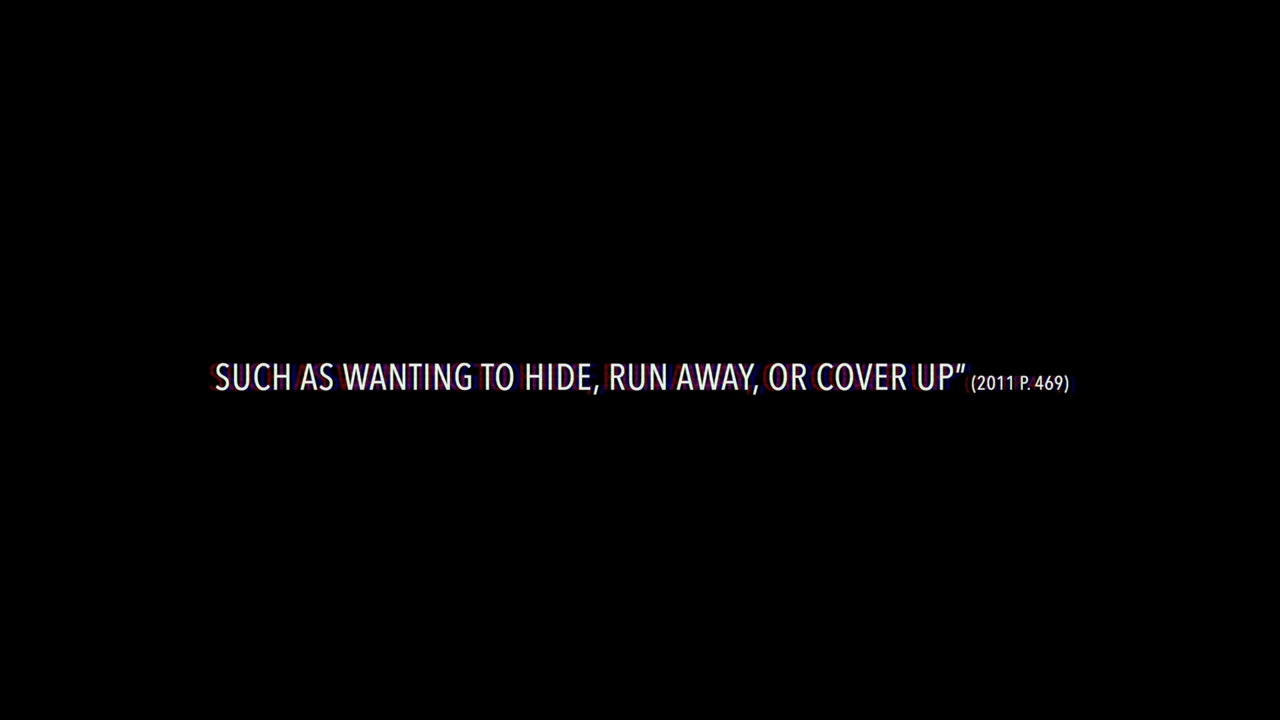 SUCH AS WANTING TO HIDE, RUN AWAY, OR COVER UP” (2011 P. 469)